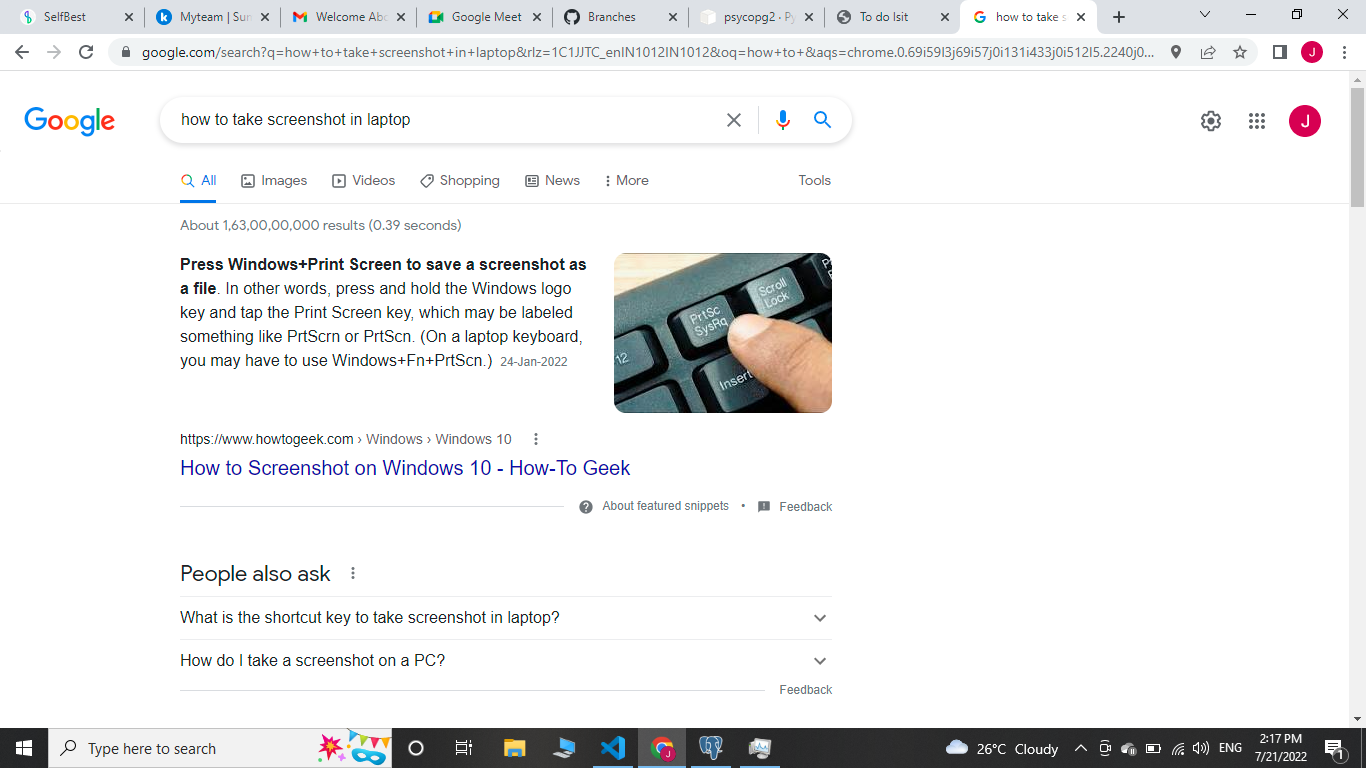 SelfBest
Myteam | Sun
Welcome Abo
Google Meet
Branches
psycopg2 · Py
To do lsit
how to take s
google.com/search?q=how+to+take+screenshot+in+laptop&rlz=1C1JJTC_enIN1012IN1012&oq=how+to+&aqs=chrome.0.69i59l3j69i57j0i131i433j0i512l5.2240j0...
J
Google
how to take screenshot in laptop
J
All
Images
Videos
Shopping
News
More
Tools
About 1,63,00,00,000 results (0.39 seconds)
Press Windows+Print Screen to save a screenshot as
a file. In other words, press and hold the Windows logo
key and tap the Print Screen key, which may be labeled
something like PrtScrn or PrtScn. (On a laptop keyboard,
you may have to use Windows+Fn+PrtScn.) 24-Jan-2022
Scroll
Lock
PrtSc
SysRq
12
Insert
https://www.howtogeek.com › Windows › Windows 10
How to Screenshot on Windows 10 - How-To Geek
About featured snippets
•
Feedback
People also ask
What is the shortcut key to take screenshot in laptop?
How do I take a screenshot on a PC?
Feedback
Type here to search
J
26°C Cloudy
ENG
2:17 PM
7/21/2022
1